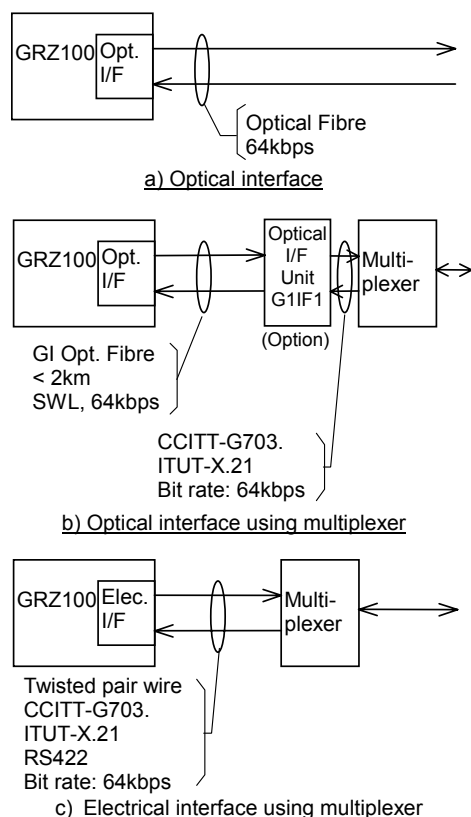 GRZ100
Opt.
I/F
Optical Fibre
64kbps
a) Optical interface
GRZ100
Opt.
I/F
Optical
I/F
Unit
G1IF1
(Option)
Multi-
plexer
GI Opt. Fibre
< 2km
SWL, 64kbps
CCITT-G703.
ITUT-X.21
Bit rate: 64kbps
b) Optical interface using multiplexer
GRZ100
Elec.
I/F
Multi-
plexer
Twisted pair wire
CCITT-G703.
ITUT-X.21
RS422
Bit rate: 64kbps
c) Electrical interface using multiplexer